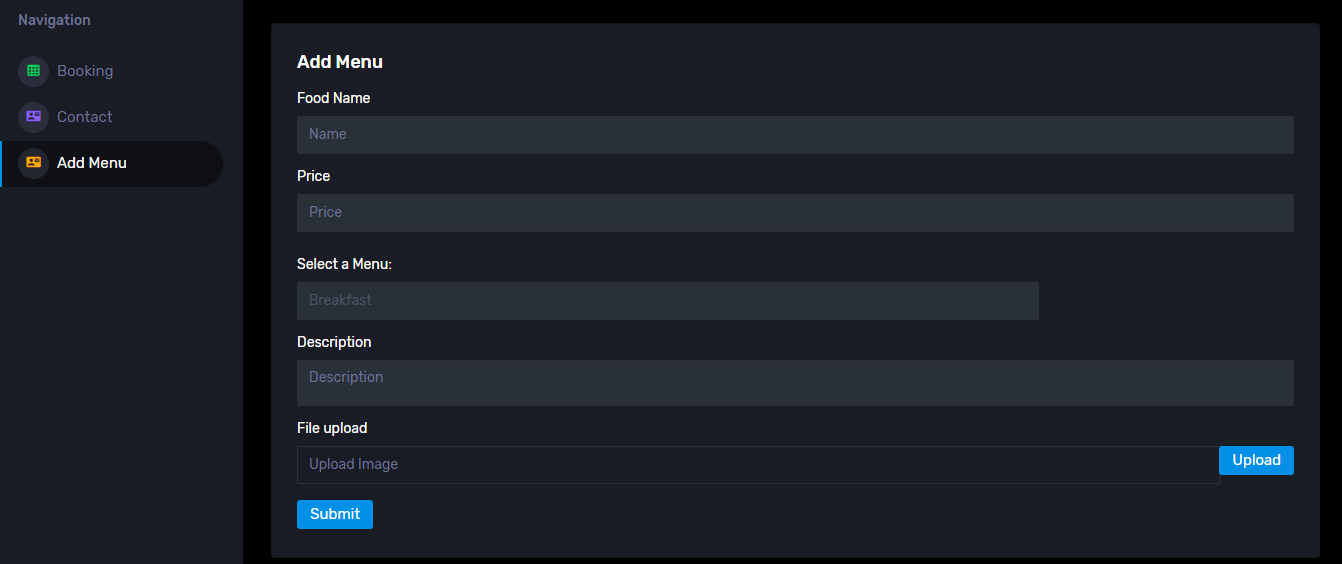 Navigation
Booking
Contact
Add Menu
Add Menu
Food Name
Name
Price
Price
Select a Menu:
Breakfast
Description
Description
File upload
Upload Image
Upload
Submit